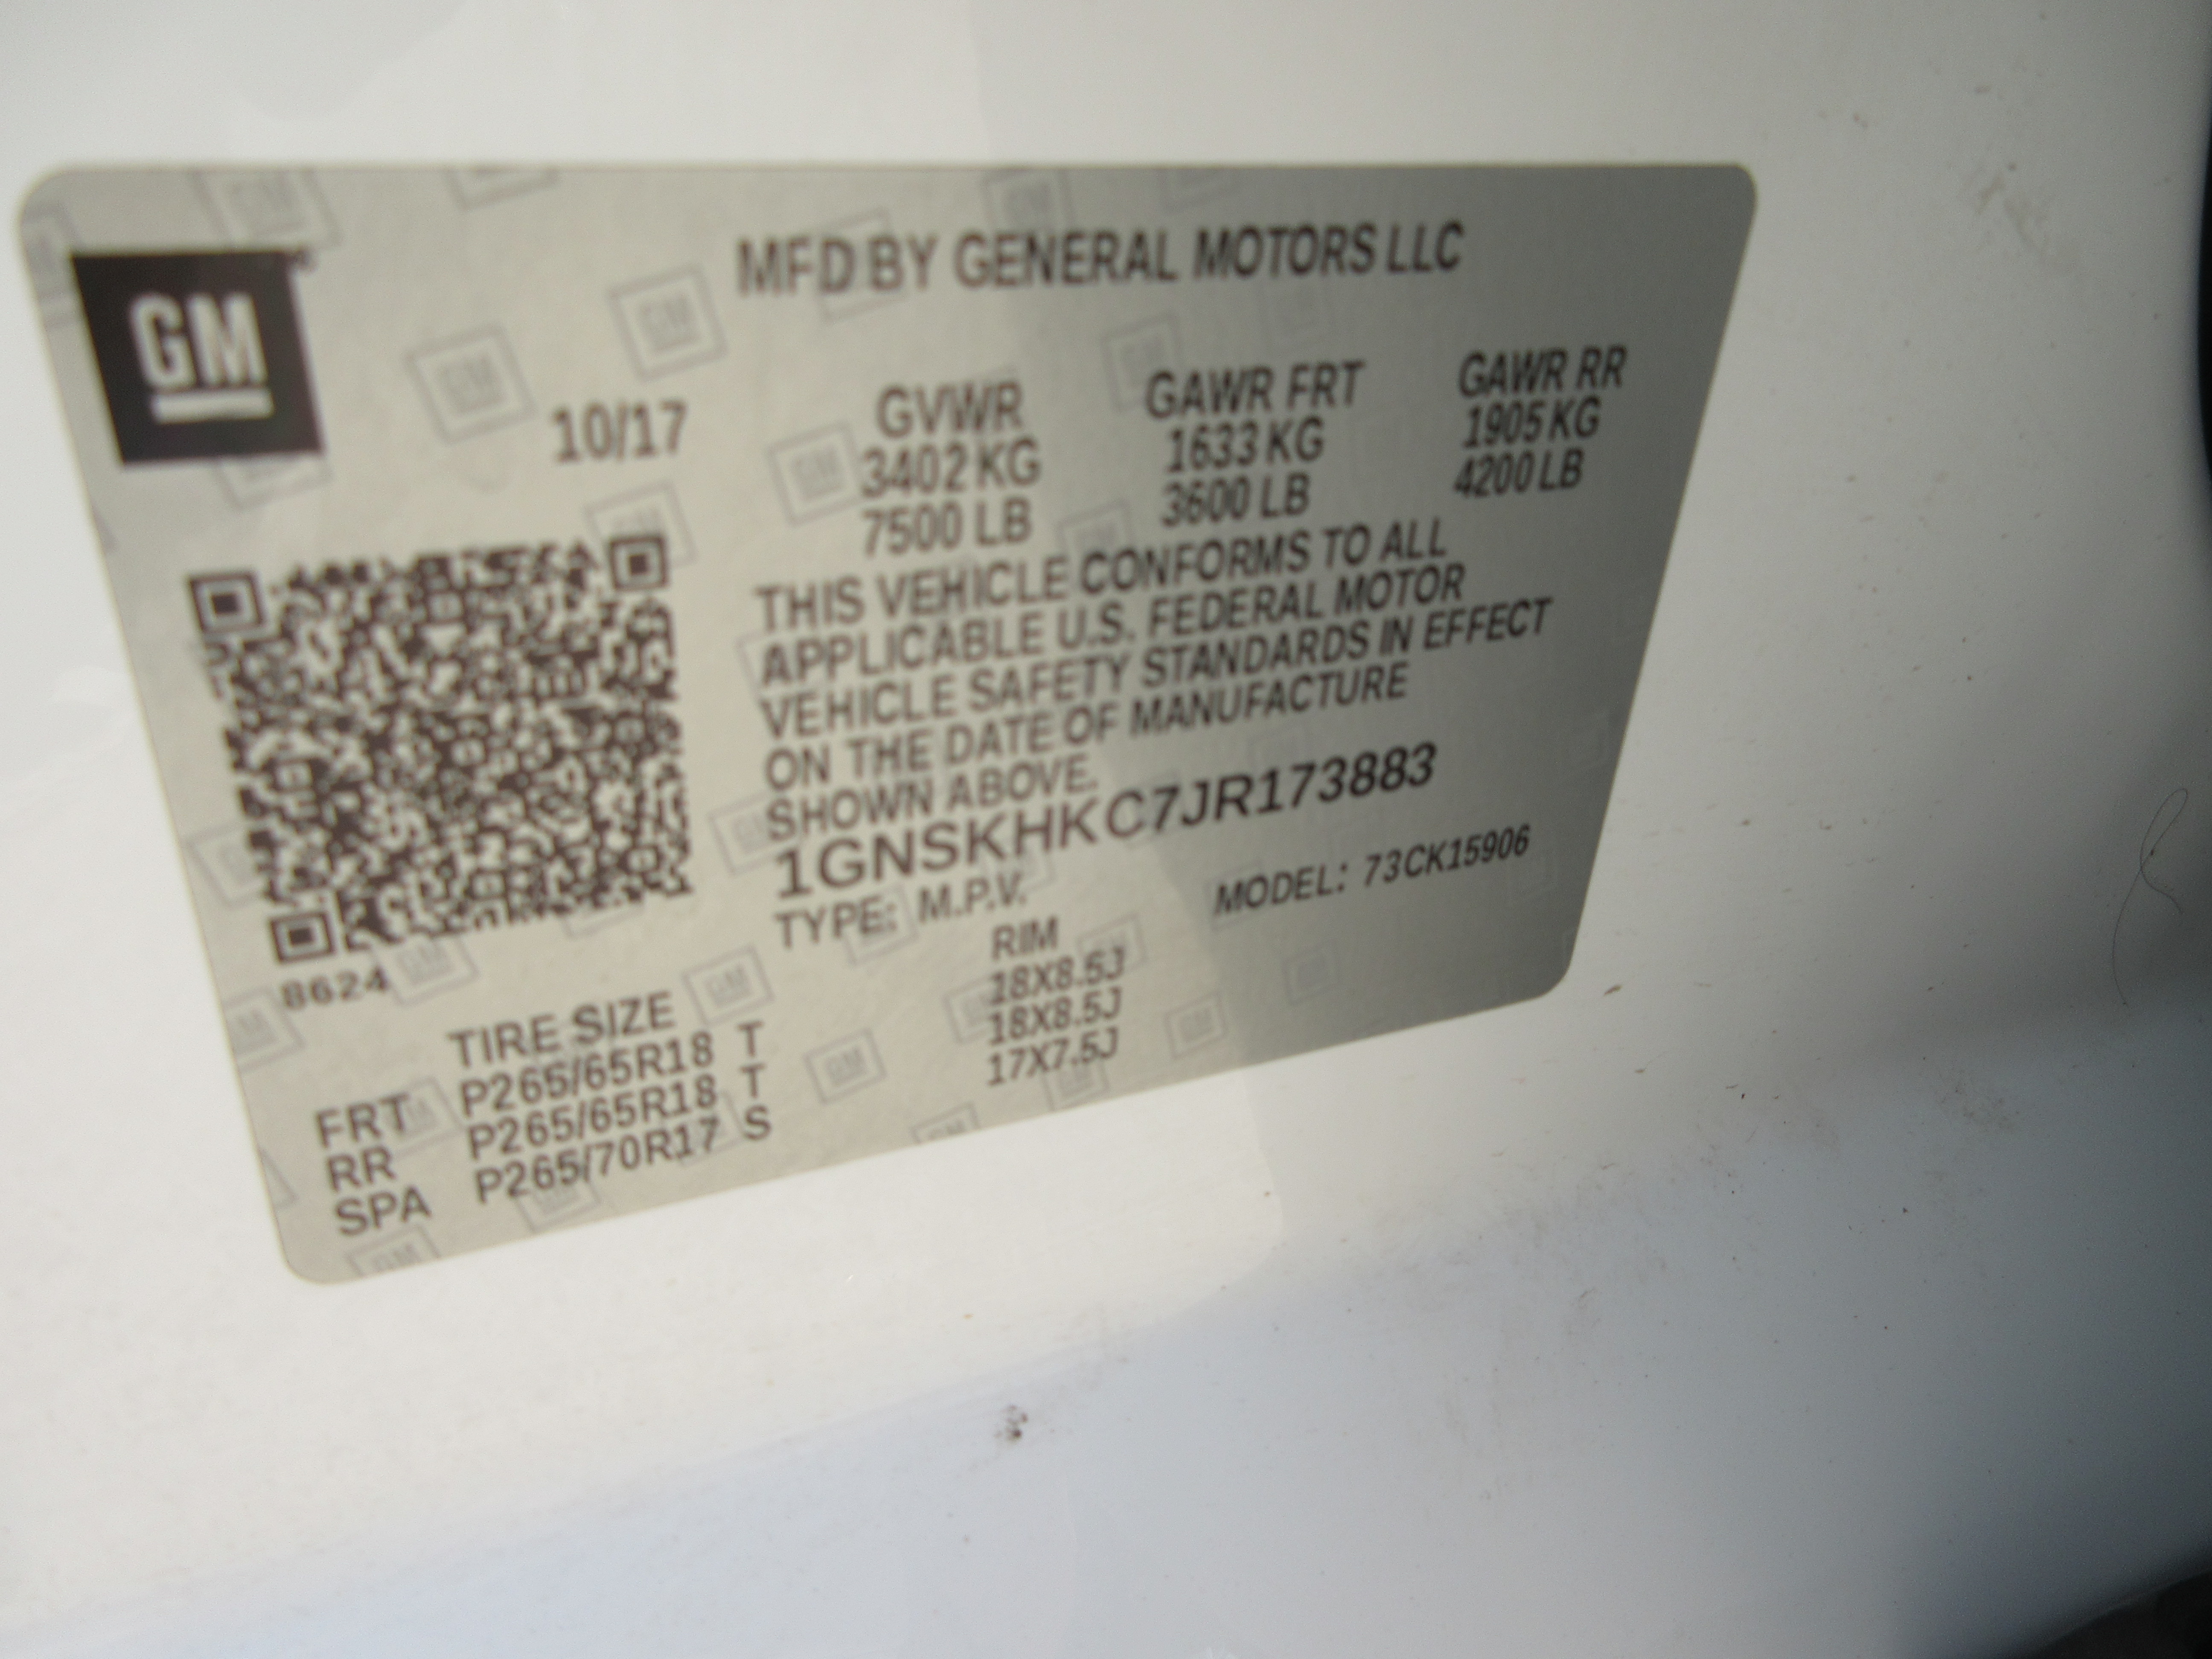 GM
MFD BY GENERAL MOTORS LLC
10/17
GVWR GAWR FRT GAWR RR
3402 KG 1633 KG 1905 KG
7500 LB 3600 LB 4200 LB
THIS VEHICLE CONFORMS TO ALL
APPLICABLE U.S. FEDERAL MOTOR
VEHICLE SAFETY STANDARDS IN EFFECT
ON THE DATE OF MANUFACTURE
SHOWN ABOVE.
1GNSKHKC7JR173883
TYPE: M.P.V. MODEL: 73CK15906
8624
TIRE SIZE RIM
FRT P265/65R18 T 18X8.5J
RR P265/65R18 T 18X8.5J
SPA P265/70R17 S 17X7.5J